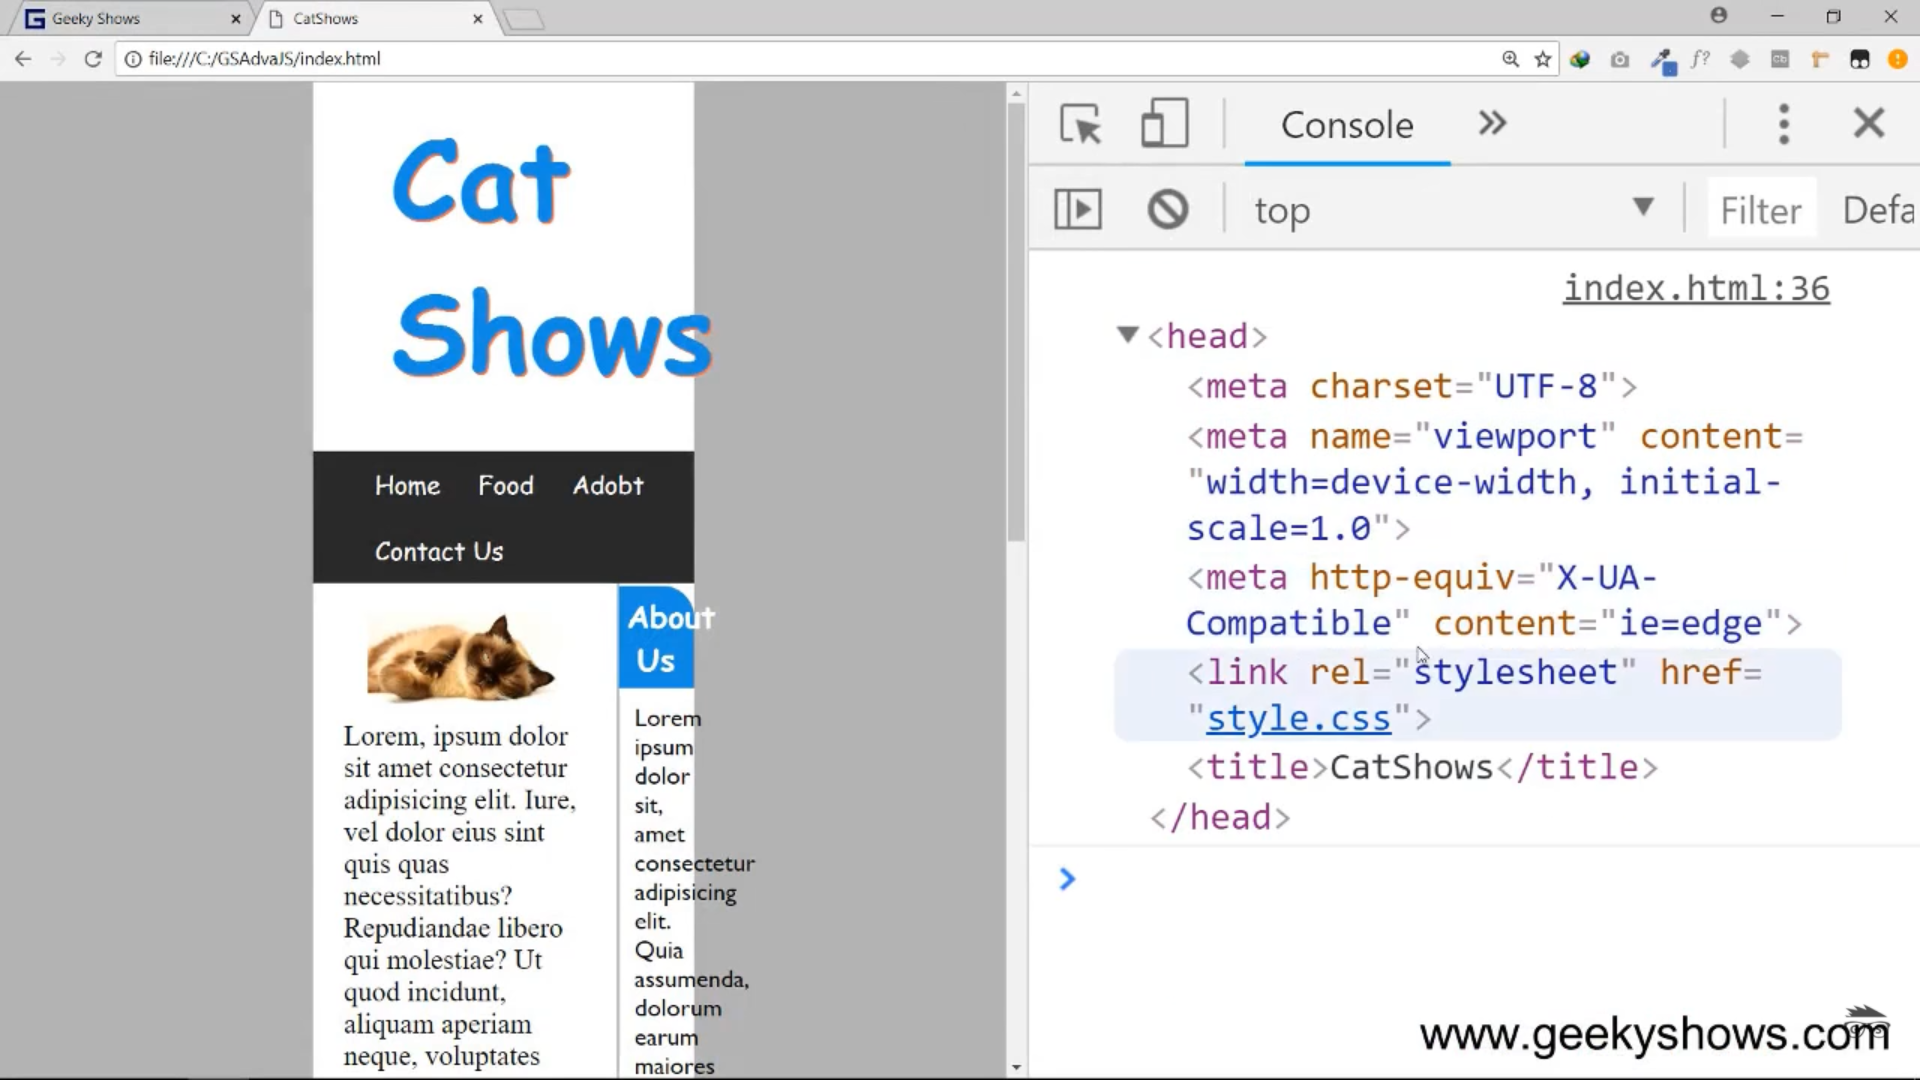 Geeky Shows
CatShows
file:///C:/GSAdvaJS/index.html
Cat
Shows
Home Food Adobt
Contact Us
Lorem, ipsum dolor
sit amet consectetur
adipisicing elit. Iure,
vel dolor eius sint
quis quas
necessitatibus?
Repudiandae libero
qui molestiae? Ut
quod incidunt,
aliquam aperiam
neque, voluptates
About
Us
Lorem
ipsum
dolor
sit,
amet
consectetur
adipisicing
elit.
Quia
assumenda,
dolorum
earum
maiores
Console
top
Filter
Defa
index.html:36
<head>
<meta charset="UTF-8">
<meta name="viewport" content=
"width=device-width, initial-
scale=1.0">
<meta http-equiv="X-UA-
Compatible" content="ie=edge">
<link rel="stylesheet" href=
"style.css">
<title>CatShows</title>
</head>
www.geekyshows.com